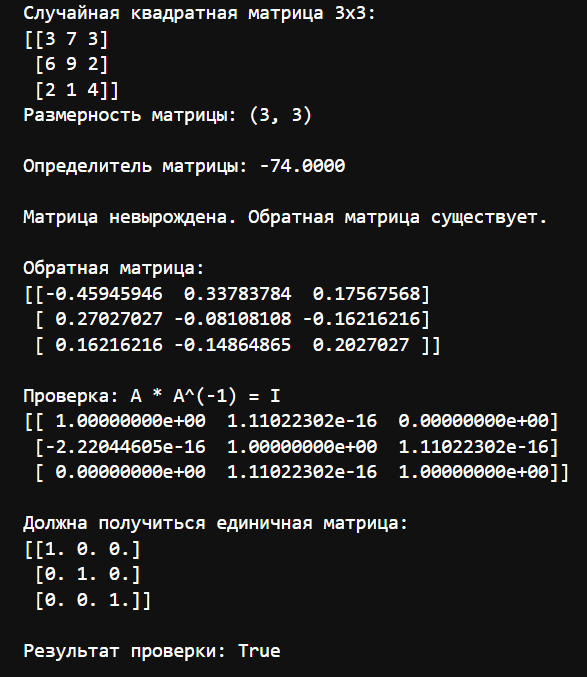 Случайная квадратная матрица 3x3:
[[3 7 3]
 [6 9 2]
 [2 1 4]]
Размерность матрицы: (3, 3)
Определитель матрицы: -74.0000
Матрица невырождена. Обратная матрица существует.
Обратная матрица:
[[-0.45945946  0.33783784  0.17567568]
 [ 0.27027027 -0.08108108 -0.16216216]
 [ 0.16216216 -0.14864865  0.2027027 ]]
Проверка: A * A^(-1) = I
[[ 1.00000000e+00  1.11022302e-16  0.00000000e+00]
 [-2.22044605e-16  1.00000000e+00  1.11022302e-16]
 [ 0.00000000e+00  1.11022302e-16  1.00000000e+00]]
Должна получиться единичная матрица:
[[1. 0. 0.]
 [0. 1. 0.]
 [0. 0. 1.]]
Результат проверки: True